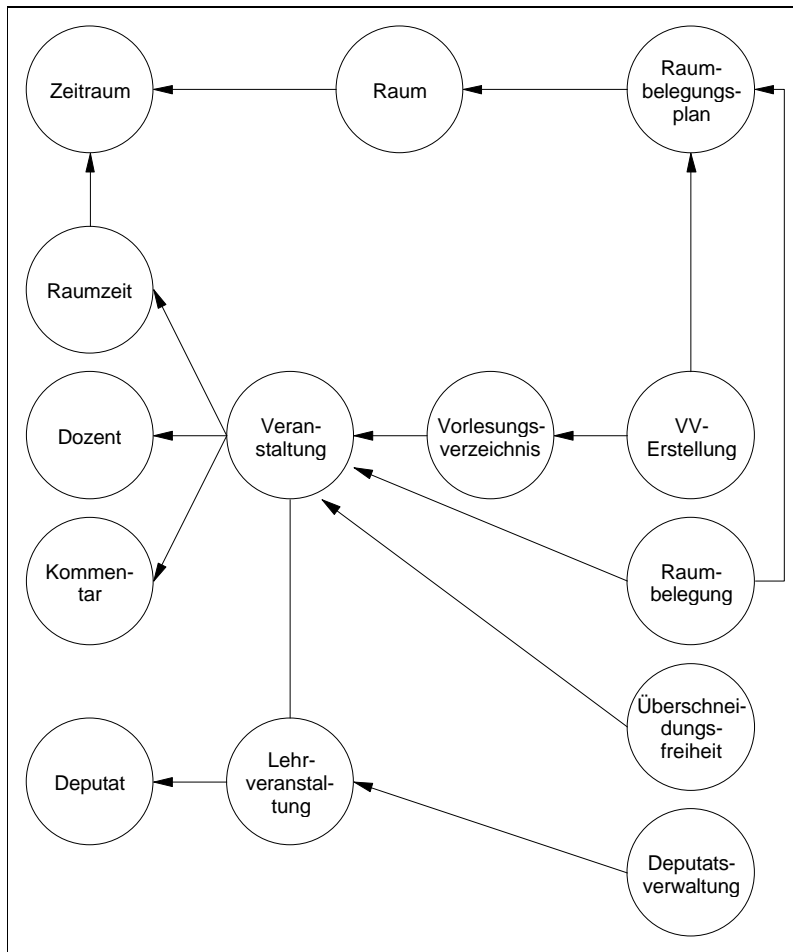 Zeitraum
Raum
Raum-
belegungs-
plan
Raumzeit
Dozent
Veran-
staltung
Vorlesungs-
verzeichnis
VV-
Erstellung
Kommen-
tar
Raum-
belegung
Überschnei-
dungs-
freiheit
Deputat
Lehr-
veranstal-
tung
Deputats-
verwaltung